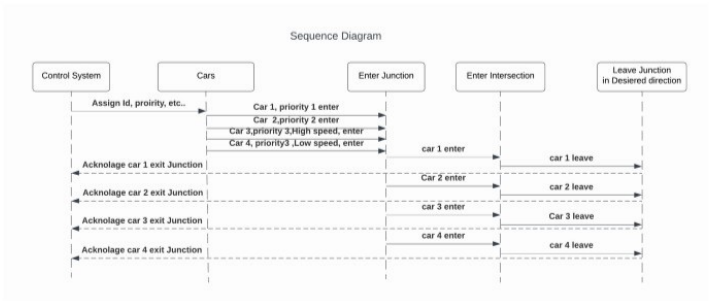 Sequence Diagram
Control System
Cars
Enter Junction
Enter Intersection
Leave Junction
in Desiered direction
Assign Id, proirity, etc..
Car 1, priority 1 enter
Car 2,priority 2 enter
Car 3,priority 3,High speed, enter
Car 4, priority3 ,Low speed, enter
car 1 enter
car 1 leave
Acknolage car 1 exit Junction
Car 2 enter
car 2 leave
Acknolage car 2 exit Junction
car 3 enter
Car 3 leave
Acknolage car 3 exit Junction
car 4 enter
car 4 leave
Acknolage car 4 exit Junction